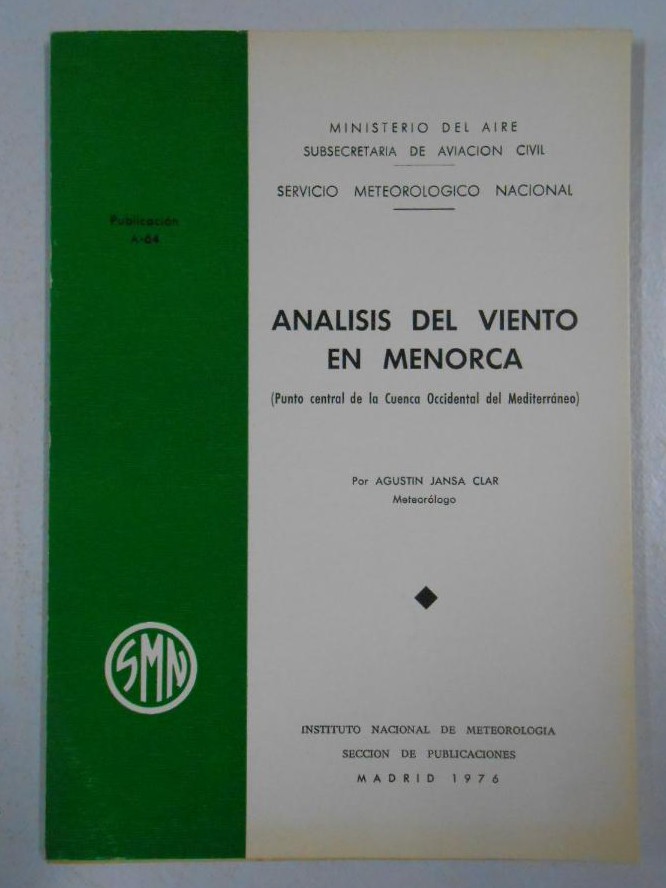 MINISTERIO DEL AIRE
SUBSECRETARIA DE AVIACION CIVIL
SERVICIO METEOROLOGICO NACIONAL
Publicación
A-64
ANALISIS DEL VIENTO
EN MENORCA
(Punto central de la Cuenca Occidental del Mediterráneo)
Por AGUSTIN JANSA CLAR
Meteorólogo
SMN
INSTITUTO NACIONAL DE METEOROLOGIA
SECCION DE PUBLICACIONES
MADRID 1976